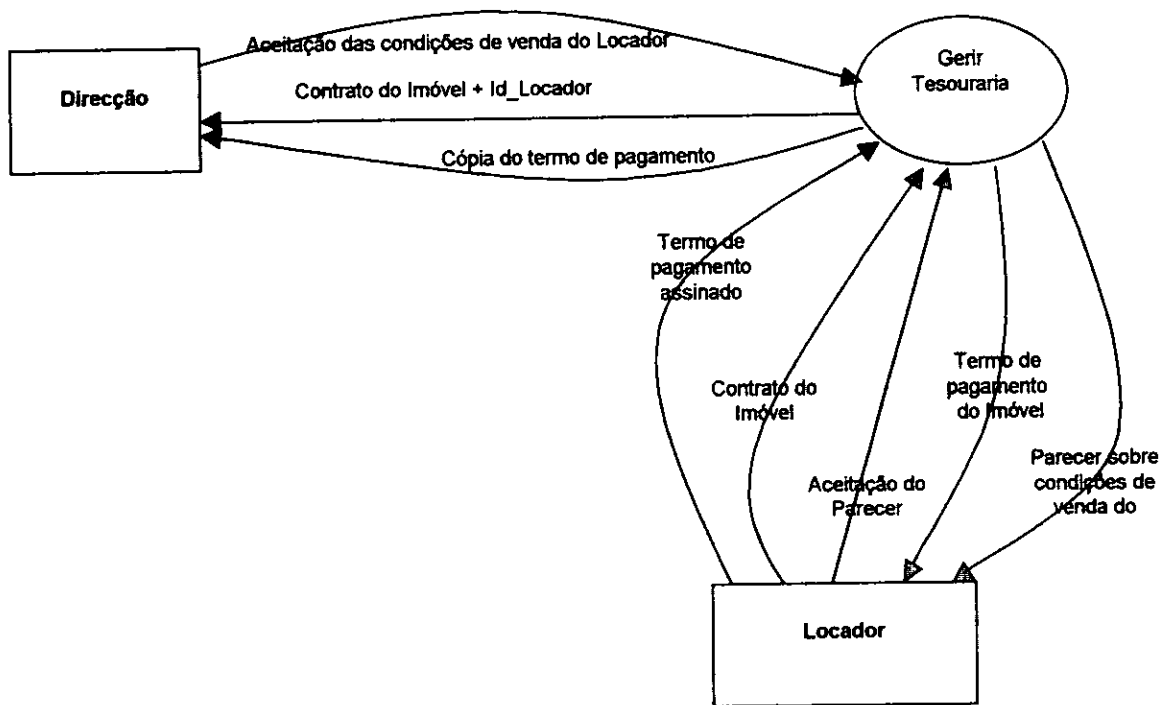 Aceitação das condições de venda do Locador
Gerir
Tesouraria
Direcção
Contrato do Imóvel + Id_Locador
Cópia do termo de pagamento
Termo de
pagamento
assinado
Contrato do
Imóvel
Aceitação do
Parecer
Termo de
pagamento
do Imóvel
Parecer sobre
condições de
venda do
Locador